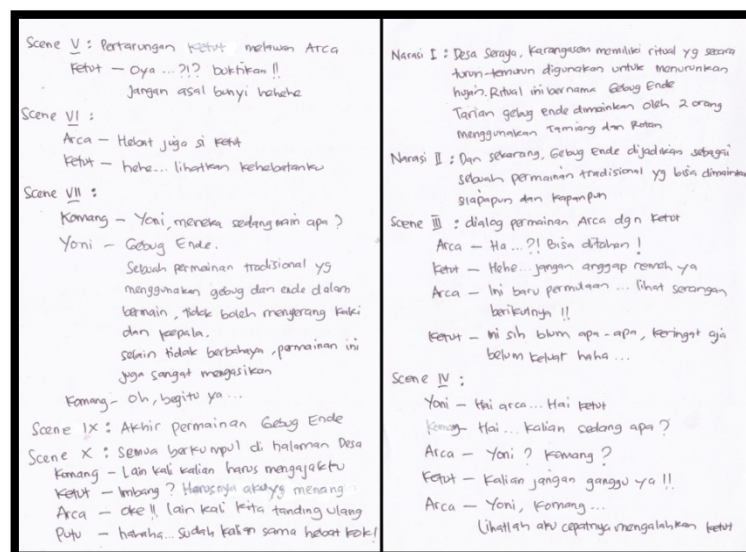 Scene V : Pertarungan Ketut melawan Arca
Ketut – Oya ...?!? buktikan !!
Jangan asal bunyi hehehe
Scene VI :
Arca – Hebat juga si Ketut
Ketut – hehe... lihatkan kehebatanku
Scene VII :
Komang – Yoni, mereka sedang main apa ?
Yoni – Gebug Ende.
Sebuah permainan tradisional yg
menggunakan gebug dan ende dalam
bermain, tidak boleh menyerang kaki
dan kepala.
selain tidak berbahaya, permainan ini
juga sangat mengasikan
Komang – Oh, begitu ya ...
Scene IX : Akhir permainan Gebug Ende
Scene X : Semua berkumpul di halaman Desa
Komang – Lain kali kalian harus mengajakku
Ketut – Imbang ? Harusnya aku yg menang
Arca – oke !! lain kali kita tanding ulang
Putu – hahaha... sudah kalian sama hebat kok!
Narasi I : Desa Seraya, Karangasem memiliki ritual yg secara
turun-temurun digunakan untuk menurunkan
hujan. Ritual ini bernama Gebug Ende
Tarian gebug ende dimainkan oleh 2 orang
menggunakan Tamiang dan Rotan
Narasi II : Dan sekarang, Gebug Ende dijadikan sebagai
sebuah permainan tradisional yg bisa dimainkan
siapapun dan kapanpun
Scene III : dialog permainan Arca dgn Ketut
Arca – Ha ...?! Bisa ditahan !
Ketut – Hehe... jangan anggap remeh ya
Arca – Ini baru permulaan ... lihat serangan
berikutnya !!
Ketut – ini sih blum apa-apa, keringat aja
belum keluar haha ...
Scene IV :
Yoni – Hai arca ... Hai Ketut
Komang – Hai ... kalian sedang apa ?
Arca – Yoni ? Komang ?
Ketut – Kalian jangan ganggu ya !!
Arca – Yoni, Komang ...
Lihatlah aku cepatnya mengalahkan Ketut